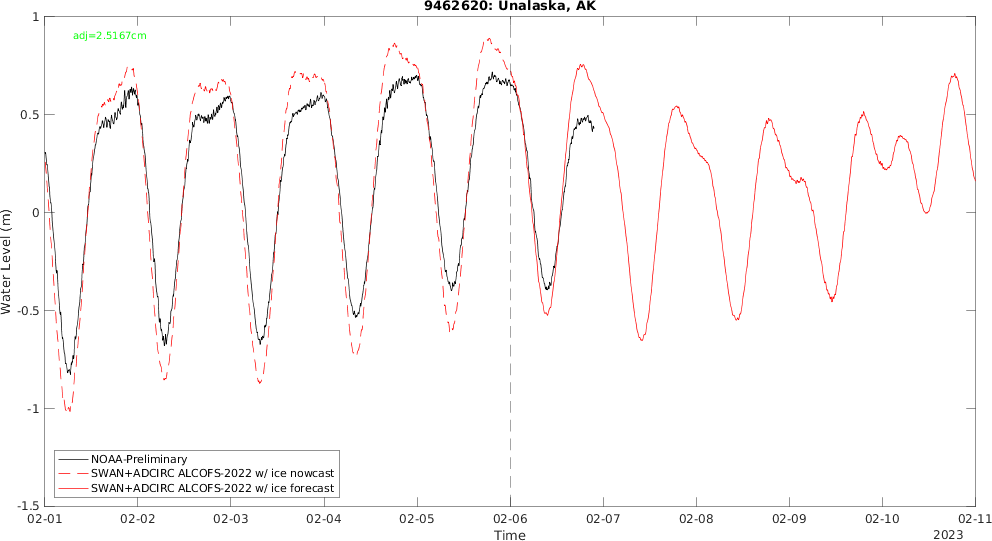 9462620: Unalaska, AK
adj=2.5167cm
Water Level (m)
1
0.5
0
-0.5
-1
-1.5
NOAA-Preliminary
SWAN+ADCIRC ALCOFS-2022 w/ ice nowcast
SWAN+ADCIRC ALCOFS-2022 w/ ice forecast
02-01 02-02 02-03 02-04 02-05 02-06 02-07 02-08 02-09 02-10 02-11
Time
2023